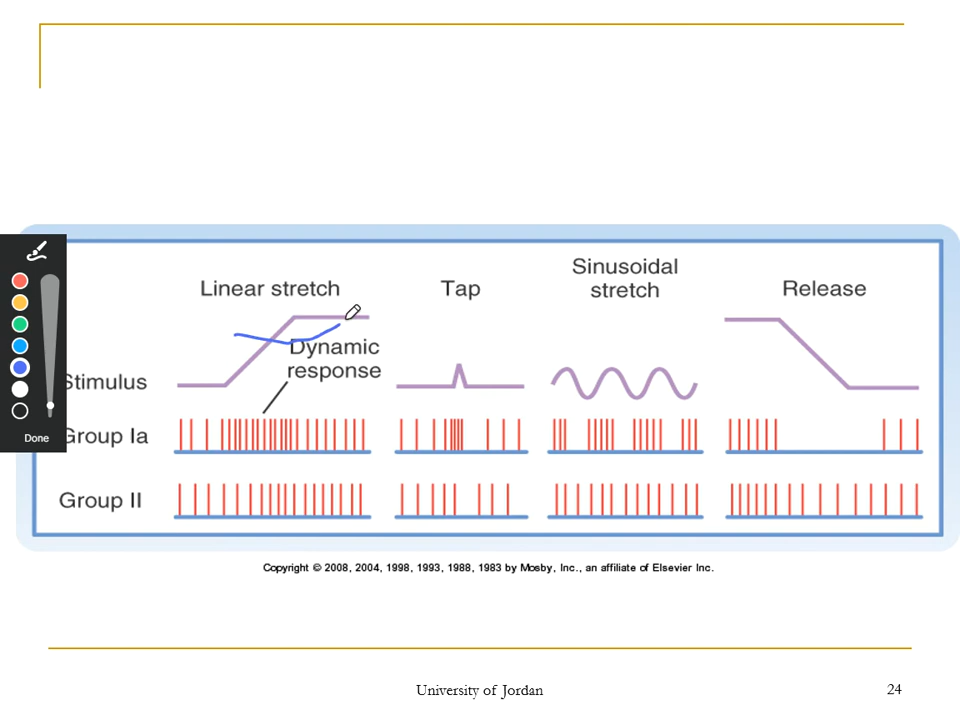 Linear stretch
Tap
Sinusoidal
stretch
Release
Dynamic
response
Stimulus
Group Ia
Group II
Done
Copyright © 2008, 2004, 1998, 1993, 1988, 1983 by Mosby, Inc., an affiliate of Elsevier Inc.
University of Jordan
24